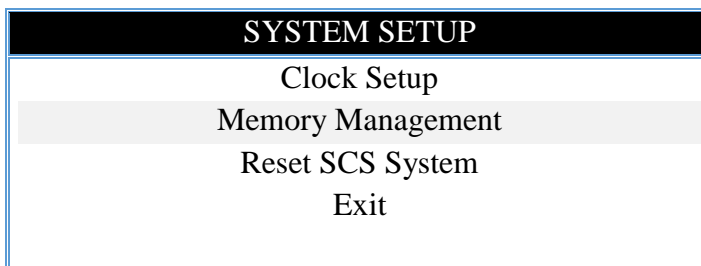 SYSTEM SETUP
Clock Setup
Memory Management
Reset SCS System
Exit